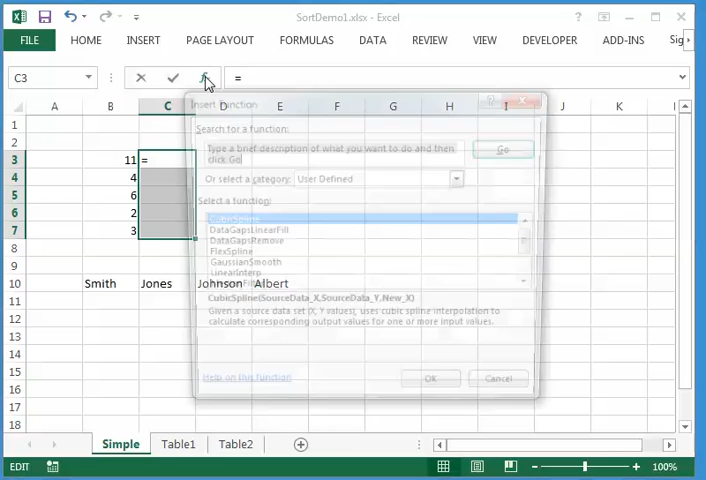 SortDemo1.xlsx - Excel
FILE HOME INSERT PAGE LAYOUT FORMULAS DATA REVIEW VIEW DEVELOPER ADD-INS Sig
C3 =
A B C D E F G H I J K
Insert Function
1
Search for a function:
2
Type a brief description of what you want to do and then
click Go
Go
3 11 =
4 4
Or select a category: User Defined
5 6
Select a function:
6 2
CubicSpline
7 3
DataGapsLinearFill
DataGapsRemove
8
FlexSpline
9
GaussianSmooth
LinearInterp
10 Smith Jones Johnson Albert
11
CubicSpline(SourceData_X,SourceData_Y,New_X)
12
Given a source data set (X, Y values), uses cubic spline interpolation to
calculate corresponding output values for one or more input values.
13
14
15
Help on this function OK Cancel
16
17
18
Simple Table1 Table2
EDIT 100%